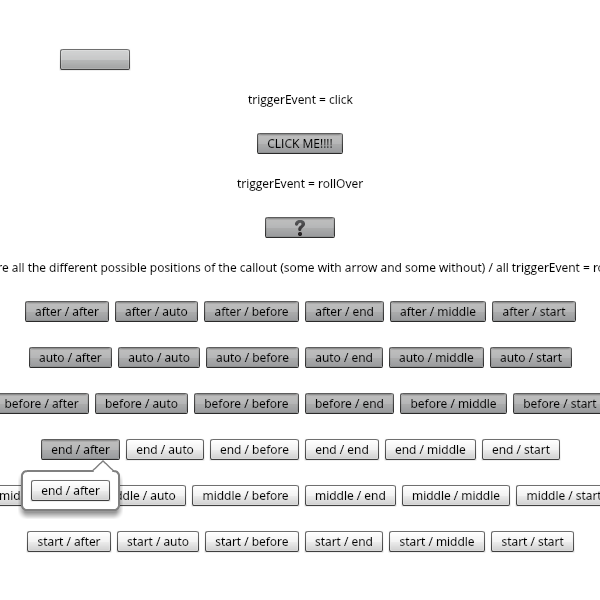 triggerEvent = click
CLICK ME!!!!
triggerEvent = rollOver
?
all the different possible positions of the callout (some with arrow and some without) / all triggerEvent =
after / after after / auto after / before after / end after / middle after / start
auto / after auto / auto auto / before auto / end auto / middle auto / start
before / after before / auto before / before before / end before / middle before / start
end / after end / auto end / before end / end end / middle end / start
end / after
/ auto middle / before middle / end middle / middle middle / start
start / after start / auto start / before start / end start / middle start / start